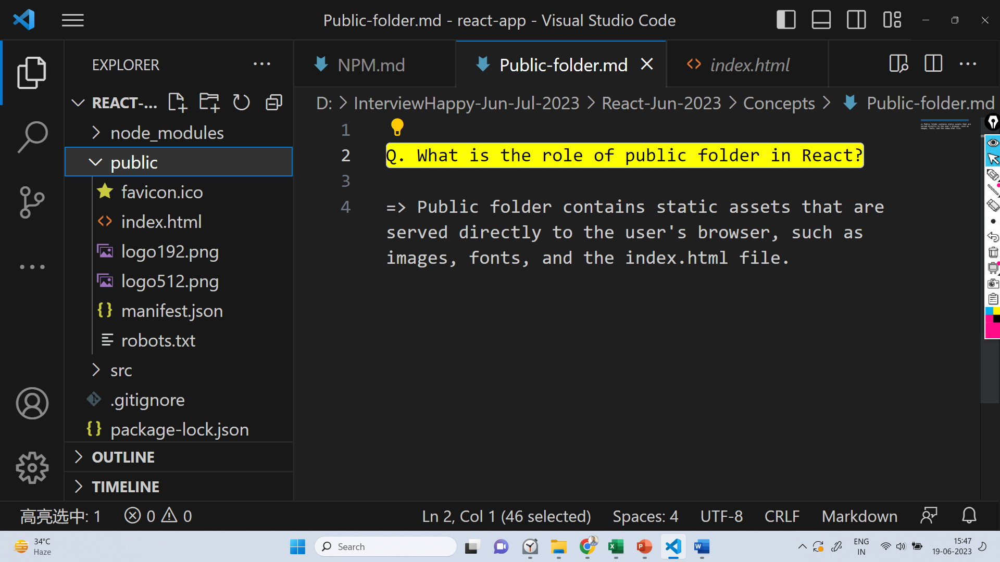 Public-folder.md - react-app - Visual Studio Code
EXPLORER
NPM.md
Public-folder.md
index.html
REACT-...
D: > InterviewHappy-Jun-Jul-2023 > React-Jun-2023 > Concepts > Public-folder.md
node_modules
public
favicon.ico
index.html
logo192.png
logo512.png
manifest.json
robots.txt
src
.gitignore
package-lock.json
OUTLINE
TIMELINE
1
2 Q. What is the role of public folder in React?
3
4 => Public folder contains static assets that are
served directly to the user's browser, such as
images, fonts, and the index.html file.
高亮选中: 1
0
0
Ln 2, Col 1 (46 selected)
Spaces: 4
UTF-8
CRLF
Markdown
34°C
Haze
Search
ENG
IN
15:47
19-06-2023